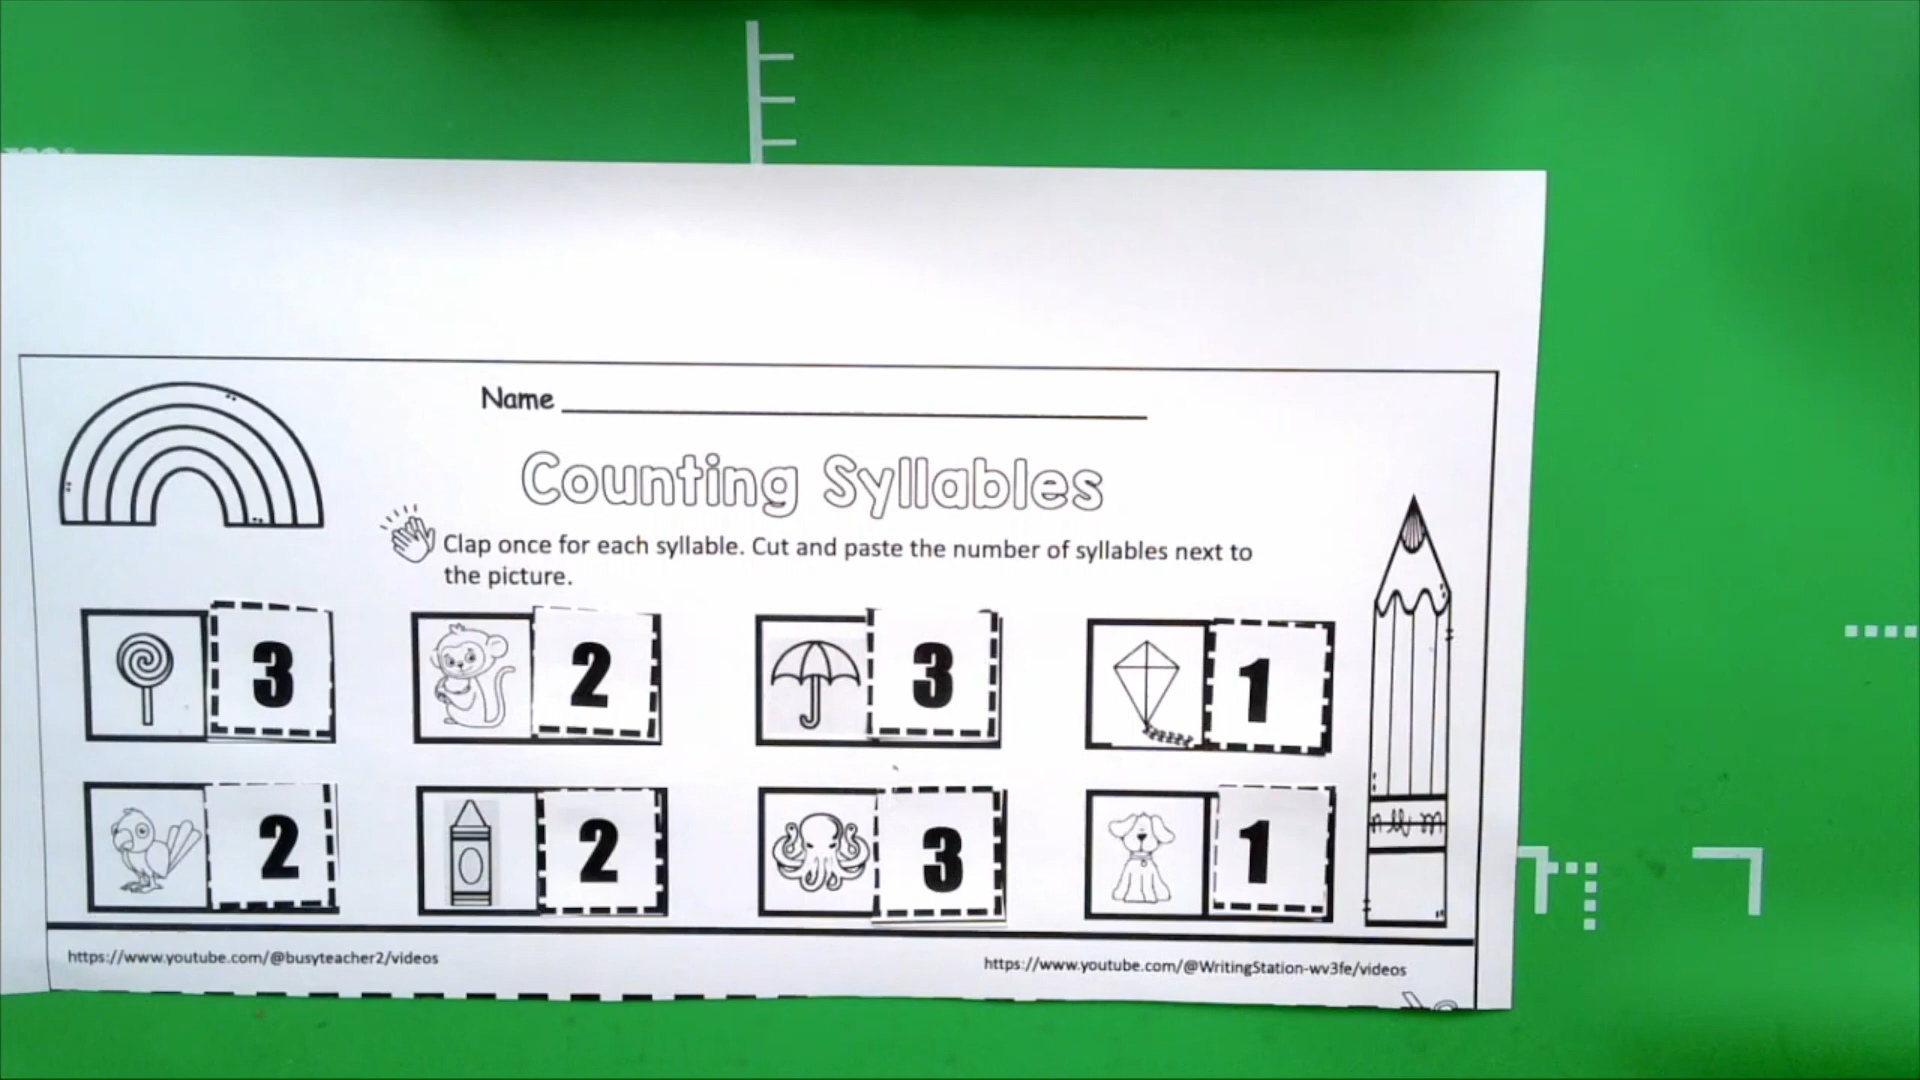 Name
Counting Syllables
Clap once for each syllable. Cut and paste the number of syllables next to
the picture.
3 2 3 1
2 2 3 1
https://www.youtube.com/@busyteacher2/videos
https://www.youtube.com/@WritingStation-wv3fe/videos